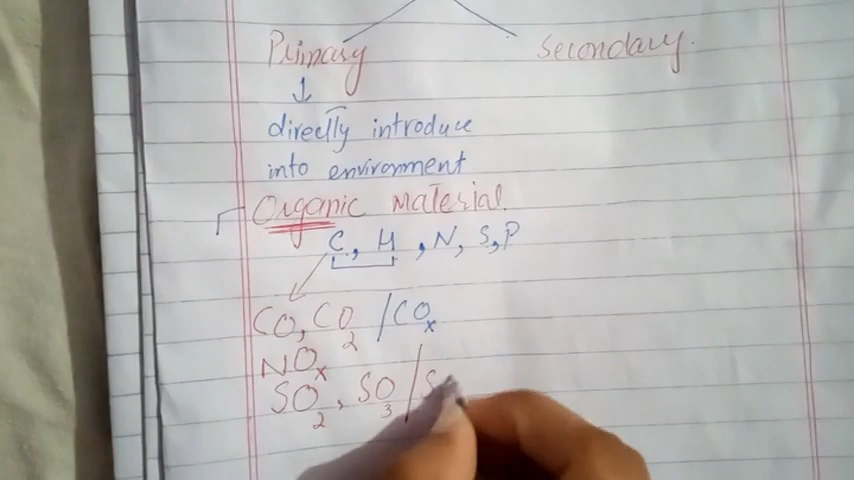 Primary Secondary.
↓
directly introduce
into environment
Organic material.
C, H, N, S, P
CO, CO₂ / COₓ
NOₓ
SO₂, SO₃ / S